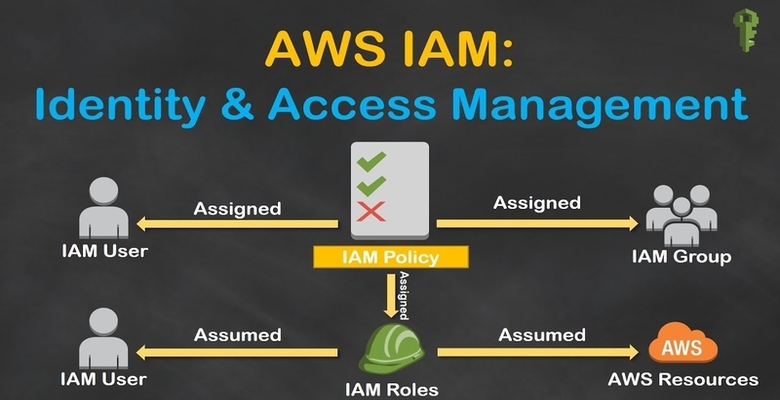 AWS IAM:
Identity & Access Management
Assigned
Assigned
IAM User
IAM Policy
IAM Group
Assigned
Assumed
Assumed
AWS
IAM User
IAM Roles
AWS Resources